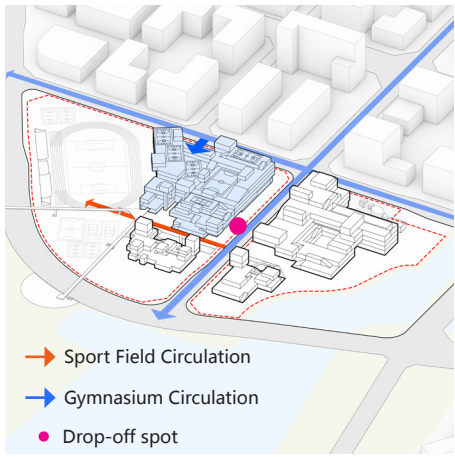 Sport Field Circulation
Gymnasium Circulation
Drop-off spot